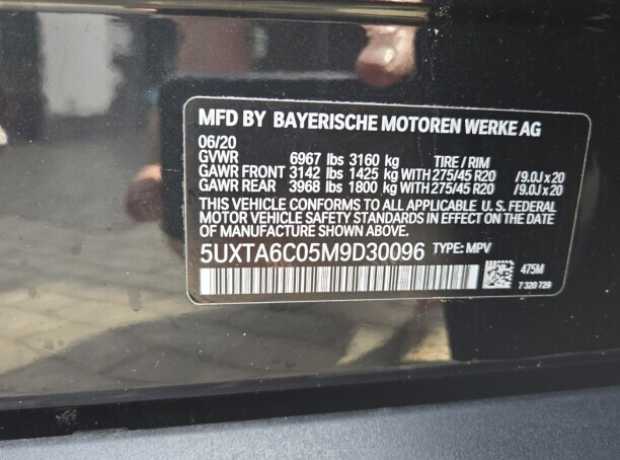 MFD BY BAYERISCHE MOTOREN WERKE AG
06/20
GVWR 6967 lbs 3160 kg TIRE / RIM
GAWR FRONT 3142 lbs 1425 kg WITH 275/45 R20 /9.0J x 20
GAWR REAR 3968 lbs 1800 kg WITH 275/45 R20 /9.0J x 20
THIS VEHICLE CONFORMS TO ALL APPLICABLE U. S. FEDERAL
MOTOR VEHICLE SAFETY STANDARDS IN EFFECT ON THE DATE
OF MANUFACTURE SHOWN ABOVE.
5UXTA6C05M9D30096 TYPE: MPV
475M
7 320 729